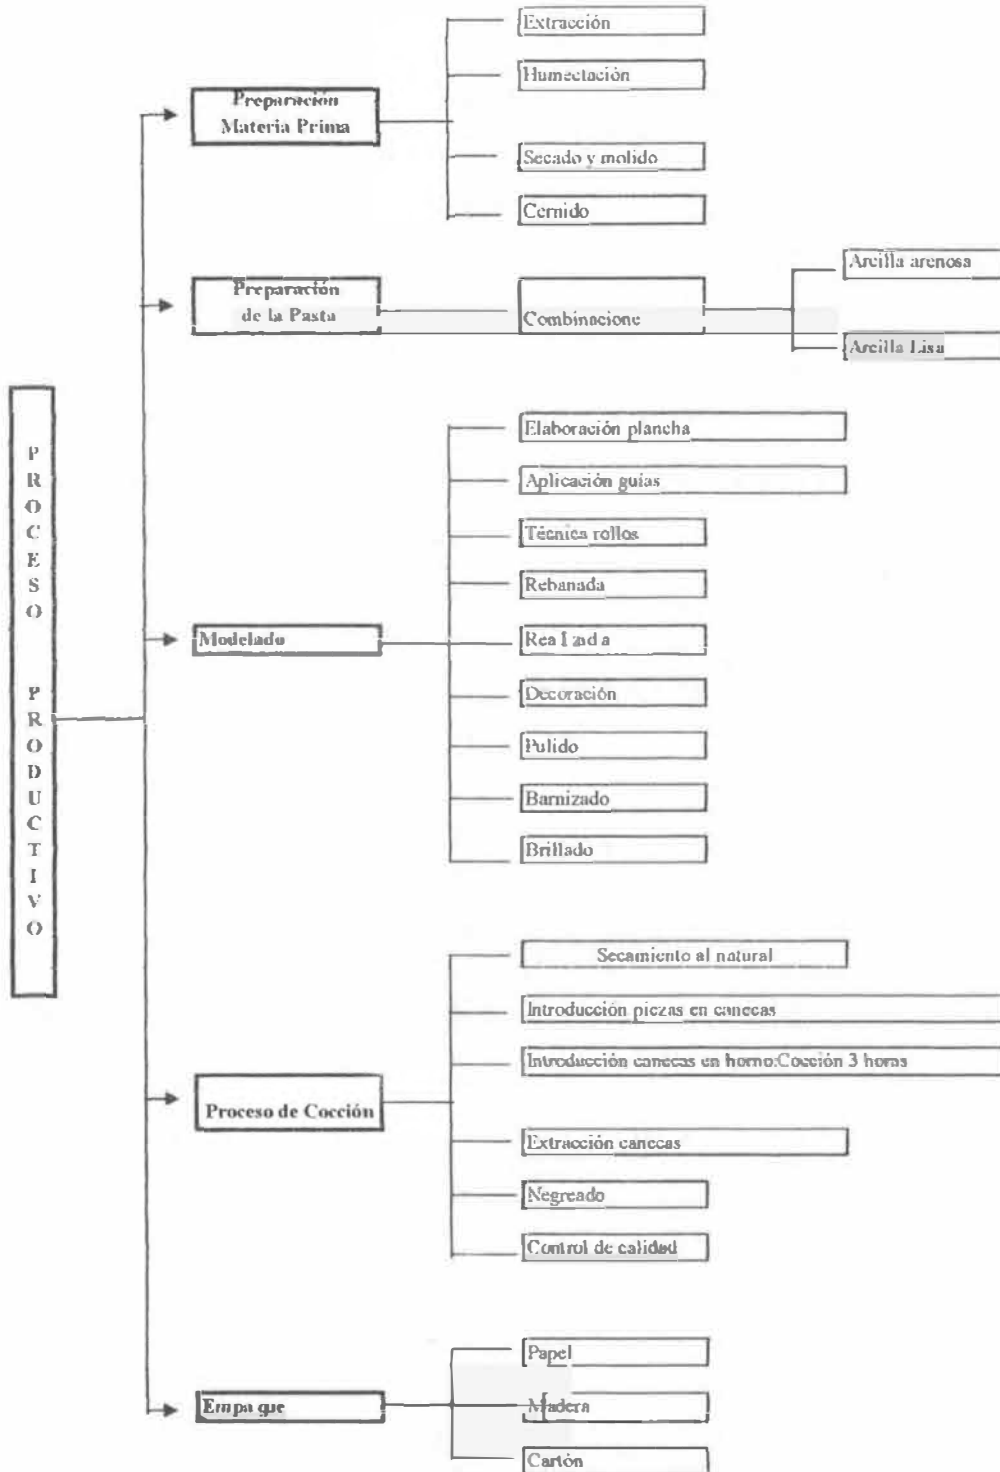 PROCESO PRODUCTIVO
Preparación
Materia Prima
Extracción
Humectación
Secado y molido
Cernido
Preparación
de la Pasta
Combinacione
Arcilla arenosa
Arcilla Lisa
Modelado
Elaboración plancha
Aplicación guías
Técnica rollos
Rebanada
Decoración
Pulido
Barnizado
Brillado
Proceso de Cocción
Secamiento al natural
Introducción piezas en canecas
Introducción canecas en horno:Cocción 3 horas
Extracción canecas
Negreado
Control de calidad
Empaque
Papel
Madera
Cartón